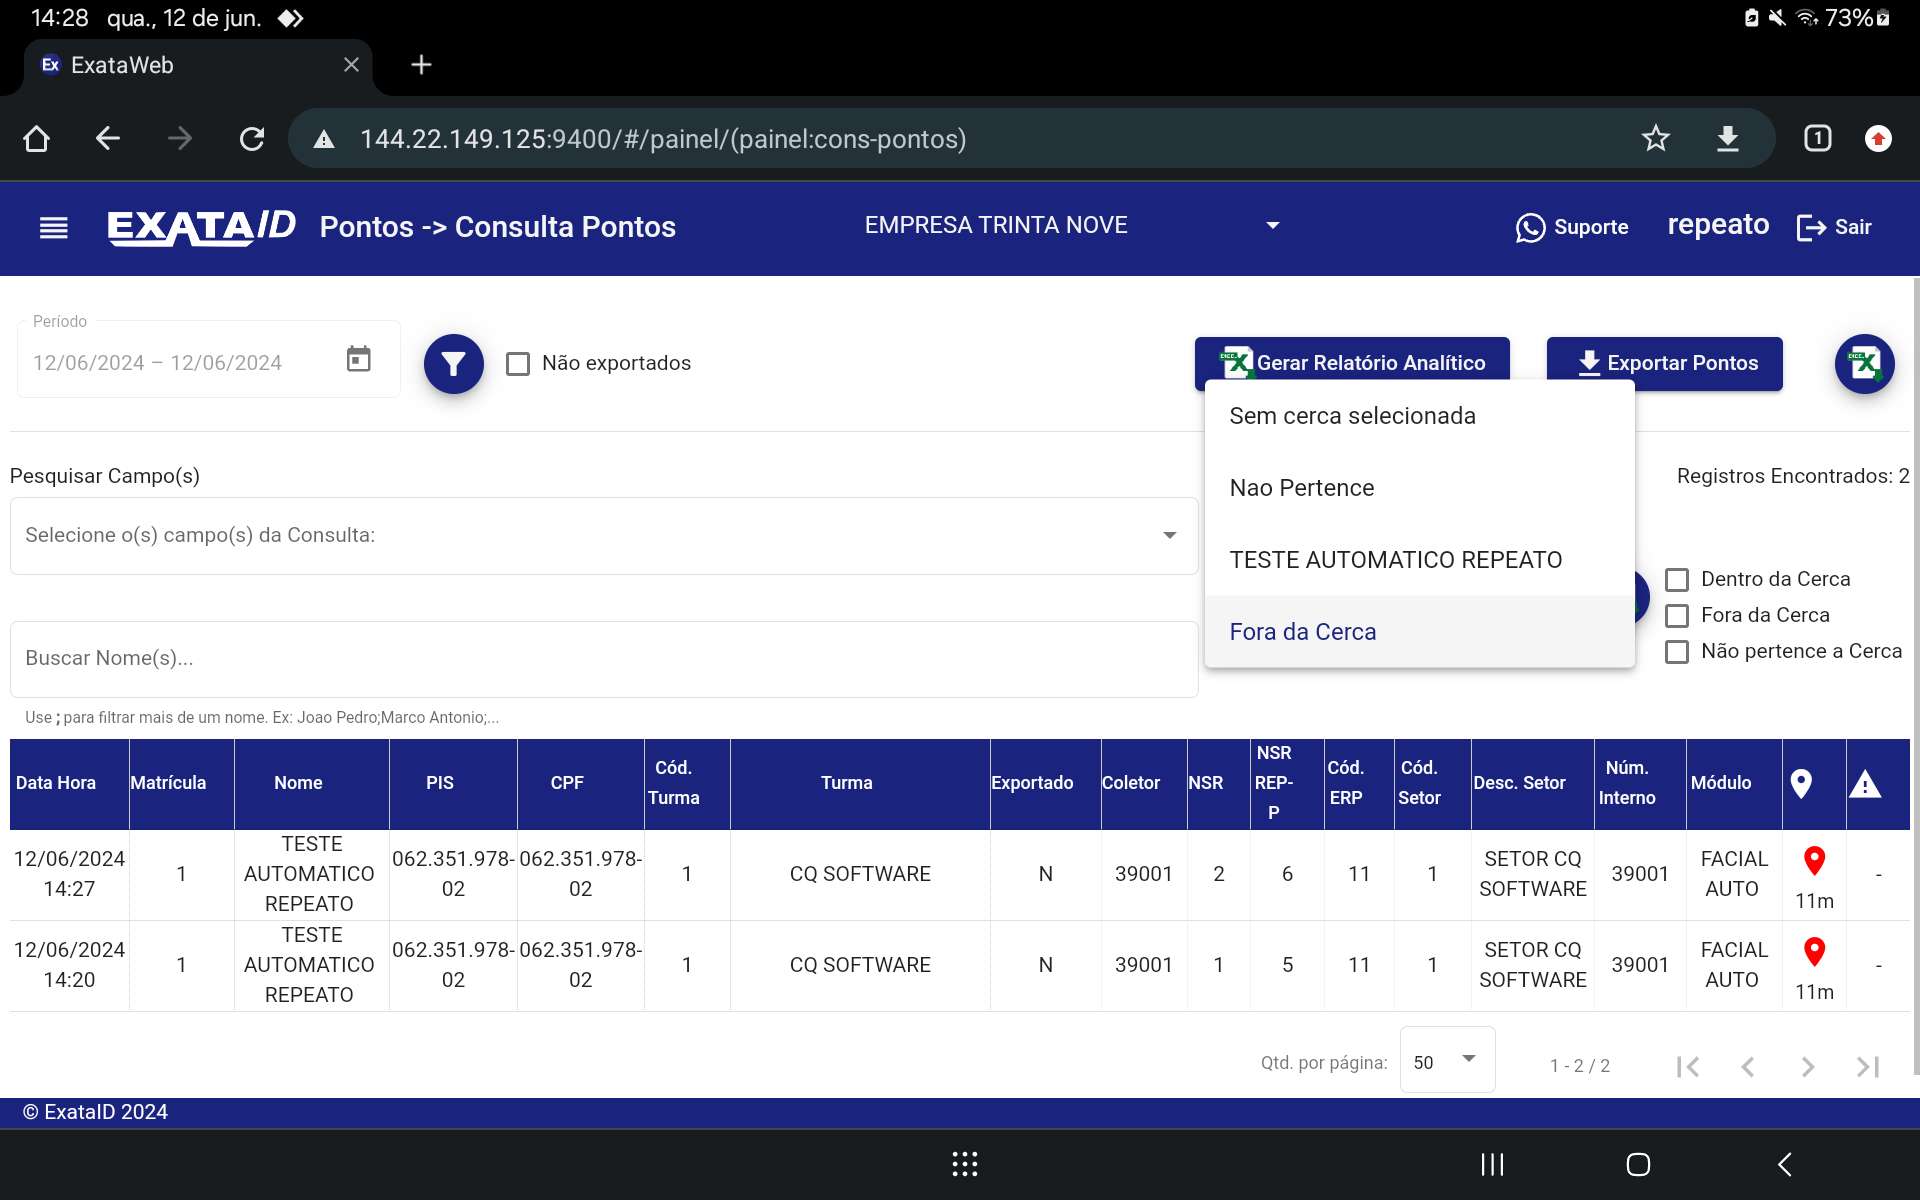 14:28 qua., 12 de jun. 73%
Ex ExataWeb
144.22.149.125:9400/#/painel/(painel:cons-pontos) 1
EXATAID Pontos -> Consulta Pontos EMPRESA TRINTA NOVE Suporte repeato Sair
Período
12/06/2024 – 12/06/2024
Não exportados
Gerar Relatório Analítico
Exportar Pontos
Sem cerca selecionada
Nao Pertence
TESTE AUTOMATICO REPEATO
Fora da Cerca
Pesquisar Campo(s)
Registros Encontrados: 2
Selecione o(s) campo(s) da Consulta:
Dentro da Cerca
Fora da Cerca
Não pertence a Cerca
Buscar Nome(s)...
Use ; para filtrar mais de um nome. Ex: Joao Pedro;Marco Antonio;...
Data Hora Matrícula Nome PIS CPF Cód. Turma Turma Exportado Coletor NSR NSR REP-P Cód. ERP Cód. Setor Desc. Setor Núm. Interno Módulo
12/06/2024 14:27 1 TESTE AUTOMATICO REPEATO 062.351.978-02 062.351.978-02 1 CQ SOFTWARE N 39001 2 6 11 1 SETOR CQ SOFTWARE 39001 FACIAL AUTO 11m -
12/06/2024 14:20 1 TESTE AUTOMATICO REPEATO 062.351.978-02 062.351.978-02 1 CQ SOFTWARE N 39001 1 5 11 1 SETOR CQ SOFTWARE 39001 FACIAL AUTO 11m -
Qtd. por página: 50 1 - 2 / 2
© ExataID 2024